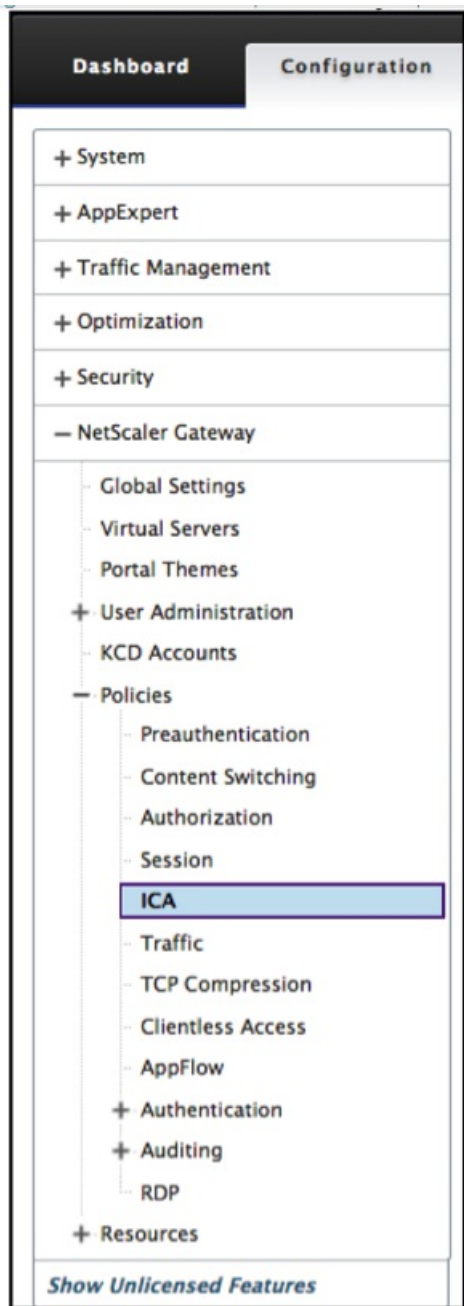 Dashboard Configuration
+ System
+ AppExpert
+ Traffic Management
+ Optimization
+ Security
− NetScaler Gateway
Global Settings
Virtual Servers
Portal Themes
+ User Administration
KCD Accounts
− Policies
Preauthentication
Content Switching
Authorization
Session
ICA
Traffic
TCP Compression
Clientless Access
AppFlow
+ Authentication
+ Auditing
RDP
+ Resources
Show Unlicensed Features